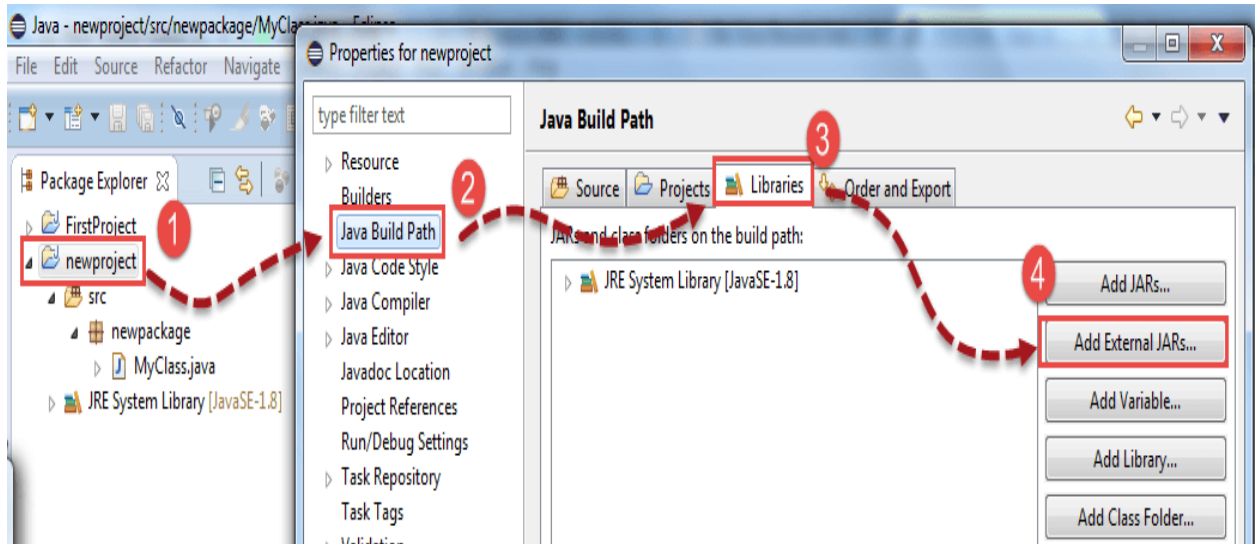 Java - newproject/src/newpackage/MyClass.java - Eclipse
File Edit Source Refactor Navigate
Package Explorer
FirstProject
1
newproject
src
newpackage
MyClass.java
JRE System Library [JavaSE-1.8]
Properties for newproject
type filter text
Resource
Builders
2
Java Build Path
Java Code Style
Java Compiler
Java Editor
Javadoc Location
Project References
Run/Debug Settings
Task Repository
Task Tags
Validation
Java Build Path
3
Source Projects Libraries Order and Export
JARs and class folders on the build path:
JRE System Library [JavaSE-1.8]
4
Add JARs...
Add External JARs...
Add Variable...
Add Library...
Add Class Folder...